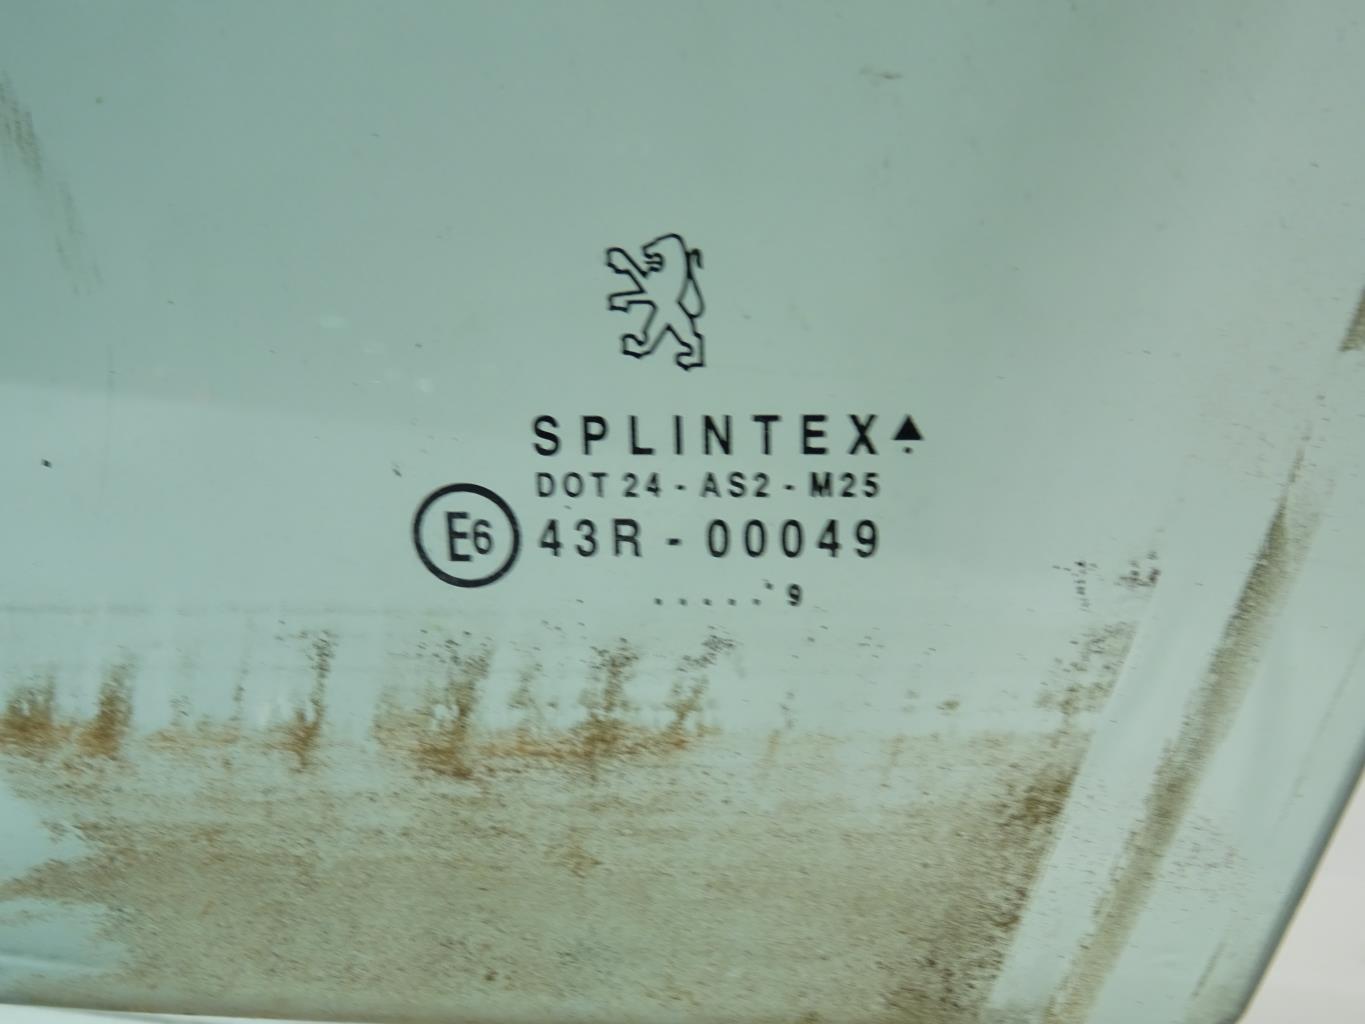 SPLINTEX
DOT 24 - AS2 - M25
E6 43R - 00049
. . . . . . 9